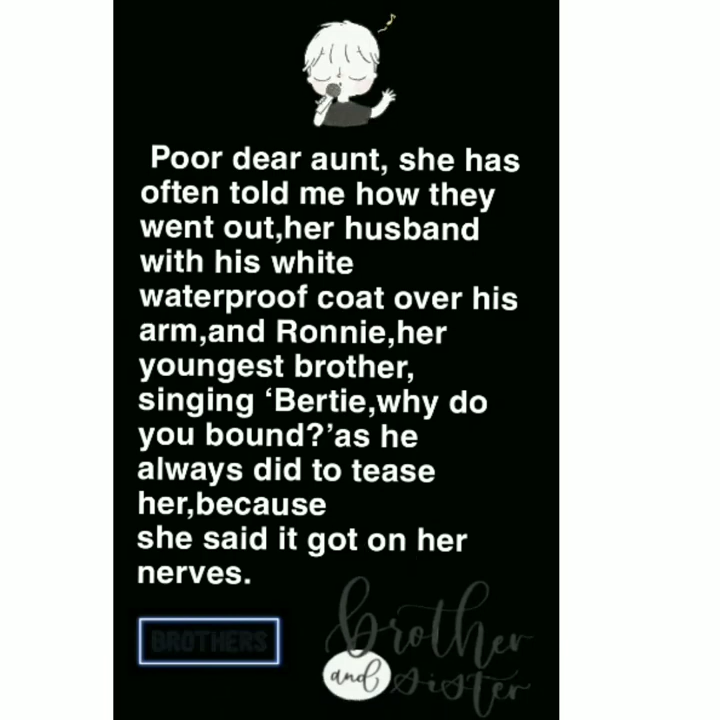 Poor dear aunt, she has
often told me how they
went out,her husband
with his white
waterproof coat over his
arm,and Ronnie,her
youngest brother,
singing ‘Bertie,why do
you bound?’as he
always did to tease
her,because
she said it got on her
nerves.
BROTHERS
brother
and sister